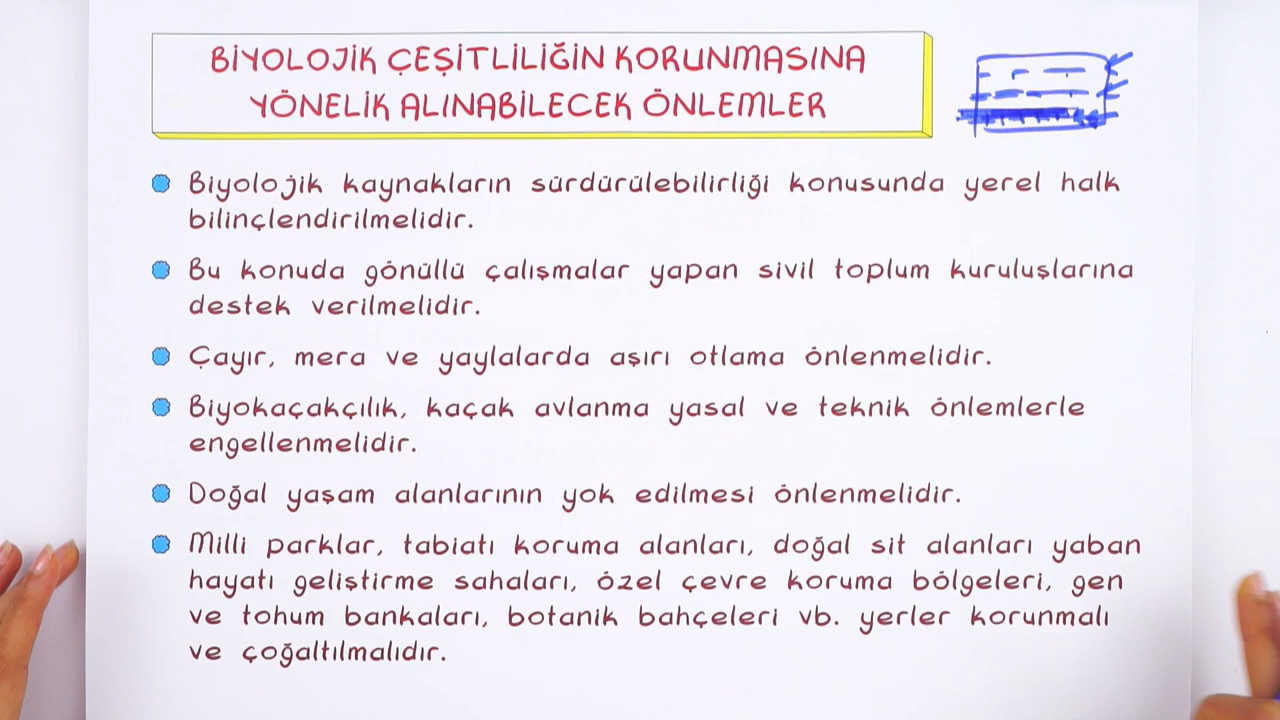 BİYOLOJİK ÇEŞİTLİLİĞİN KORUNMASINA
YÖNELİK ALINABİLECEK ÖNLEMLER
Biyolojik kaynakların sürdürülebilirliği konusunda yerel halk
bilinçlendirilmelidir.
Bu konuda gönüllü çalışmalar yapan sivil toplum kuruluşlarına
destek verilmelidir.
Çayır, mera ve yaylalarda aşırı otlama önlenmelidir.
Biyokaçakçılık, kaçak avlanma yasal ve teknik önlemlerle
engellenmelidir.
Doğal yaşam alanlarının yok edilmesi önlenmelidir.
Milli parklar, tabiatı koruma alanları, doğal sit alanları yaban
hayatı geliştirme sahaları, özel çevre koruma bölgeleri, gen
ve tohum bankaları, botanik bahçeleri vb. yerler korunmalı
ve çoğaltılmalıdır.